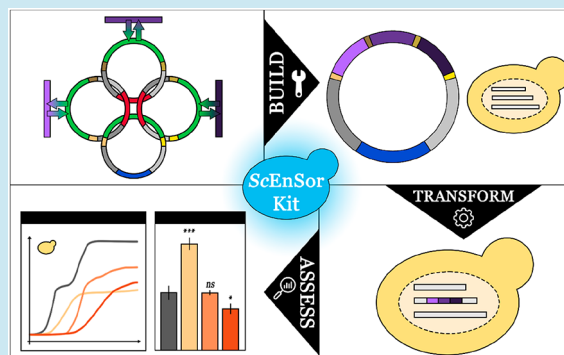 BUILD
ScEnSor
Kit
TRANSFORM
ASSESS
***
ns
*